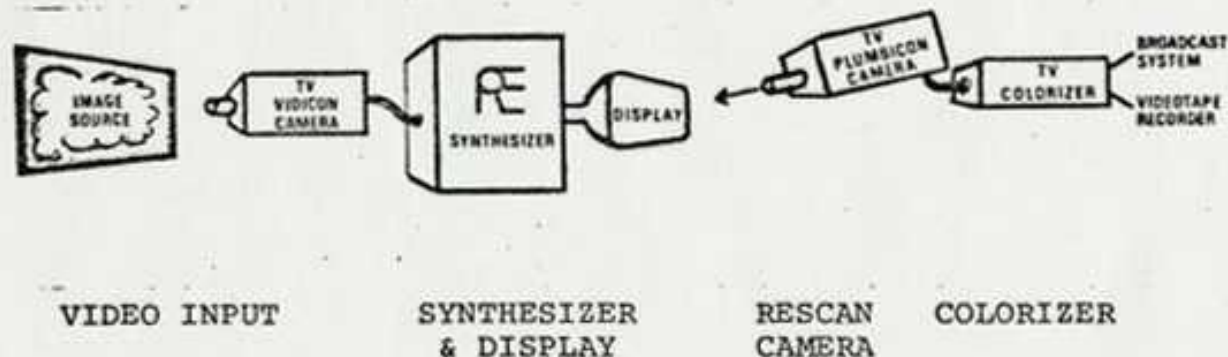 IMAGE
SOURCE
TV
VIDICON
CAMERA
RE
SYNTHESIZER
DISPLAY
TV
PLUMBICON
CAMERA
TV
COLORIZER
BROADCAST
SYSTEM
VIDEOTAPE
RECORDER
VIDEO INPUT
SYNTHESIZER
& DISPLAY
RESCAN
CAMERA
COLORIZER